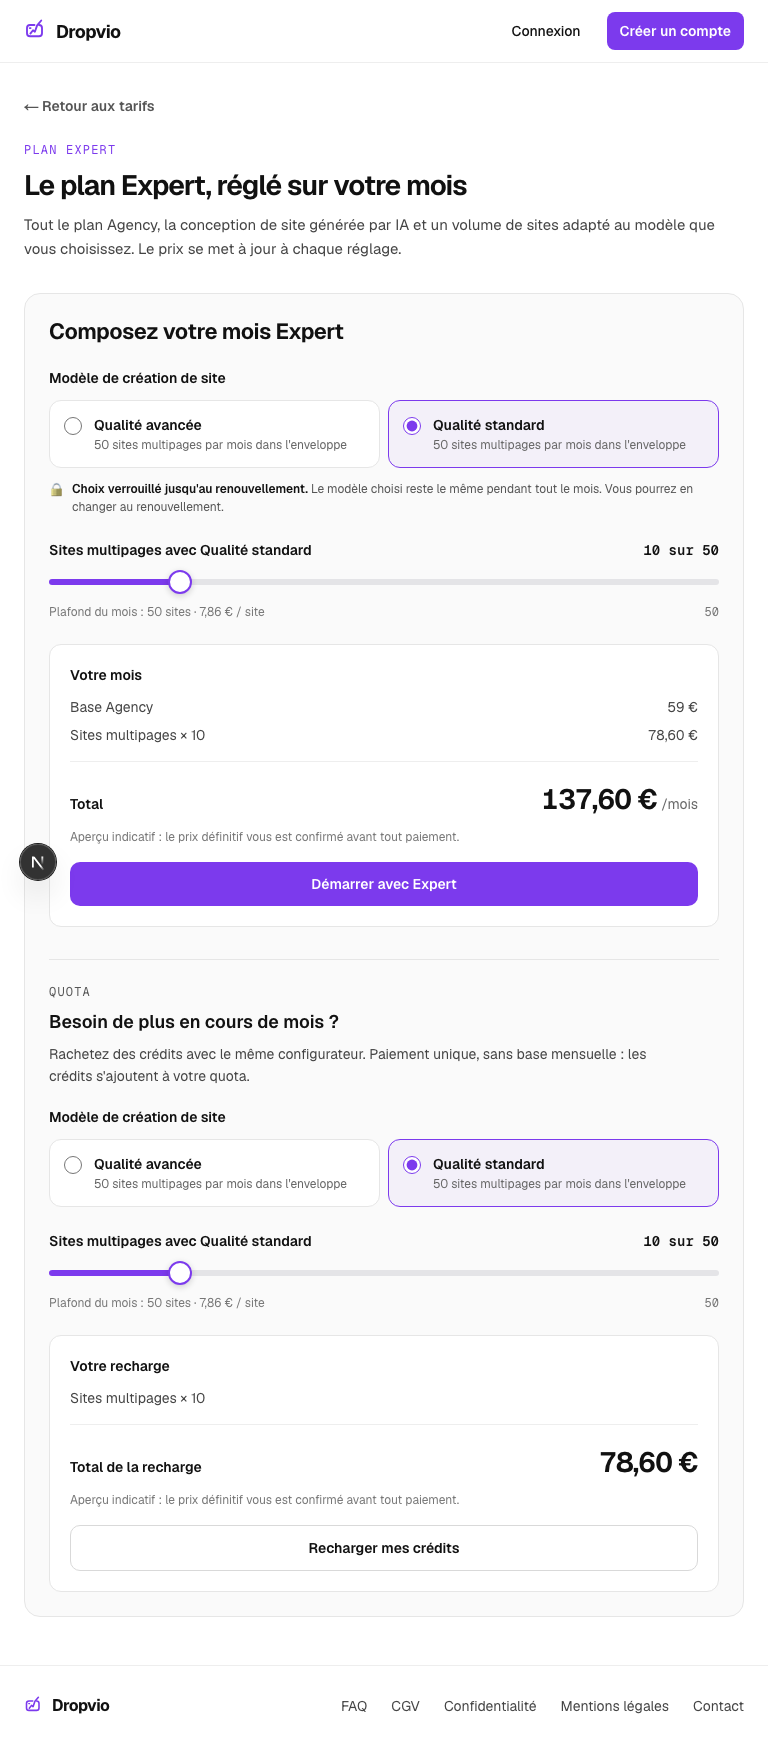 Dropvio
Connexion
Créer un compte
← Retour aux tarifs
PLAN EXPERT
Le plan Expert, réglé sur votre mois
Tout le plan Agency, la conception de site générée par IA et un volume de sites adapté au modèle que
vous choisissez. Le prix se met à jour à chaque réglage.
Composez votre mois Expert
Modèle de création de site
Qualité avancée
50 sites multipages par mois dans l'enveloppe
Qualité standard
50 sites multipages par mois dans l'enveloppe
Choix verrouillé jusqu'au renouvellement. Le modèle choisi reste le même pendant tout le mois. Vous pourrez en
changer au renouvellement.
Sites multipages avec Qualité standard
10 sur 50
Plafond du mois : 50 sites · 7,86 € / site
50
Votre mois
Base Agency
59 €
Sites multipages × 10
78,60 €
Total
137,60 € /mois
Aperçu indicatif : le prix définitif vous est confirmé avant tout paiement.
N
Démarrer avec Expert
QUOTA
Besoin de plus en cours de mois ?
Rachetez des crédits avec le même configurateur. Paiement unique, sans base mensuelle : les
crédits s'ajoutent à votre quota.
Modèle de création de site
Qualité avancée
50 sites multipages par mois dans l'enveloppe
Qualité standard
50 sites multipages par mois dans l'enveloppe
Sites multipages avec Qualité standard
10 sur 50
Plafond du mois : 50 sites · 7,86 € / site
50
Votre recharge
Sites multipages × 10
Total de la recharge
78,60 €
Aperçu indicatif : le prix définitif vous est confirmé avant tout paiement.
Recharger mes crédits
Dropvio
FAQ
CGV
Confidentialité
Mentions légales
Contact